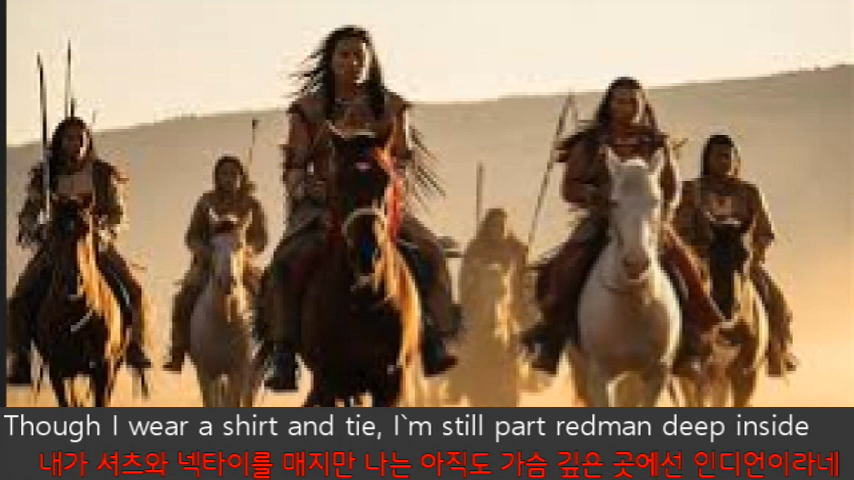 Though I wear a shirt and tie, I`m still part redman deep inside
내가 셔츠와 넥타이를 매지만 나는 아직도 가슴 깊은 곳에선 인디언이라네